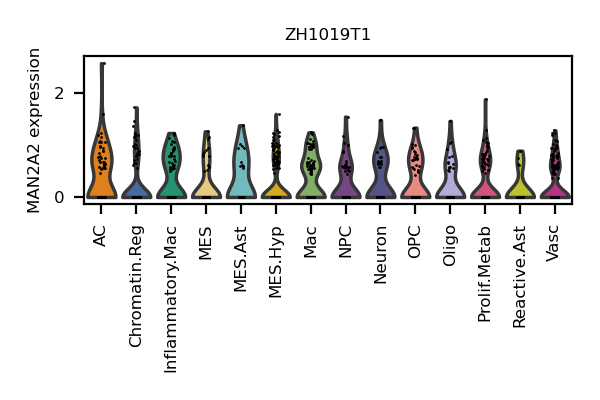 ZH1019T1
MAN2A2 expression
2
0
AC
Chromatin.Reg
Inflammatory.Mac
MES
MES.Ast
MES.Hyp
Mac
NPC
Neuron
OPC
Oligo
Prolif.Metab
Reactive.Ast
Vasc